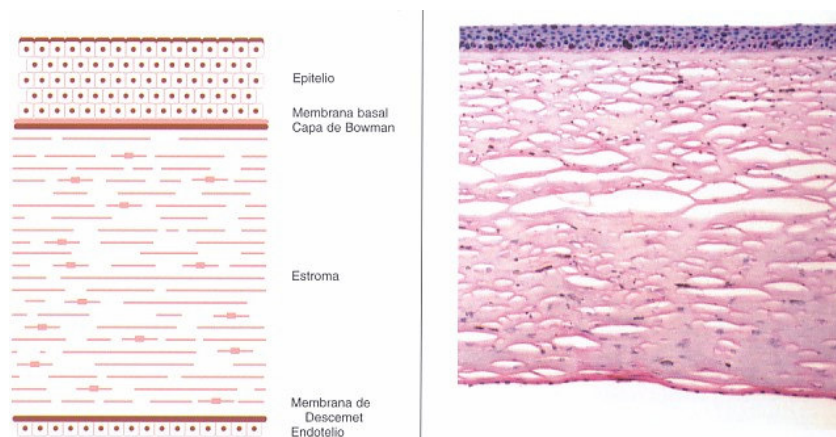 Epitelio
Membrana basal
Capa de Bowman
Estroma
Membrana de
Descemet
Endotelio